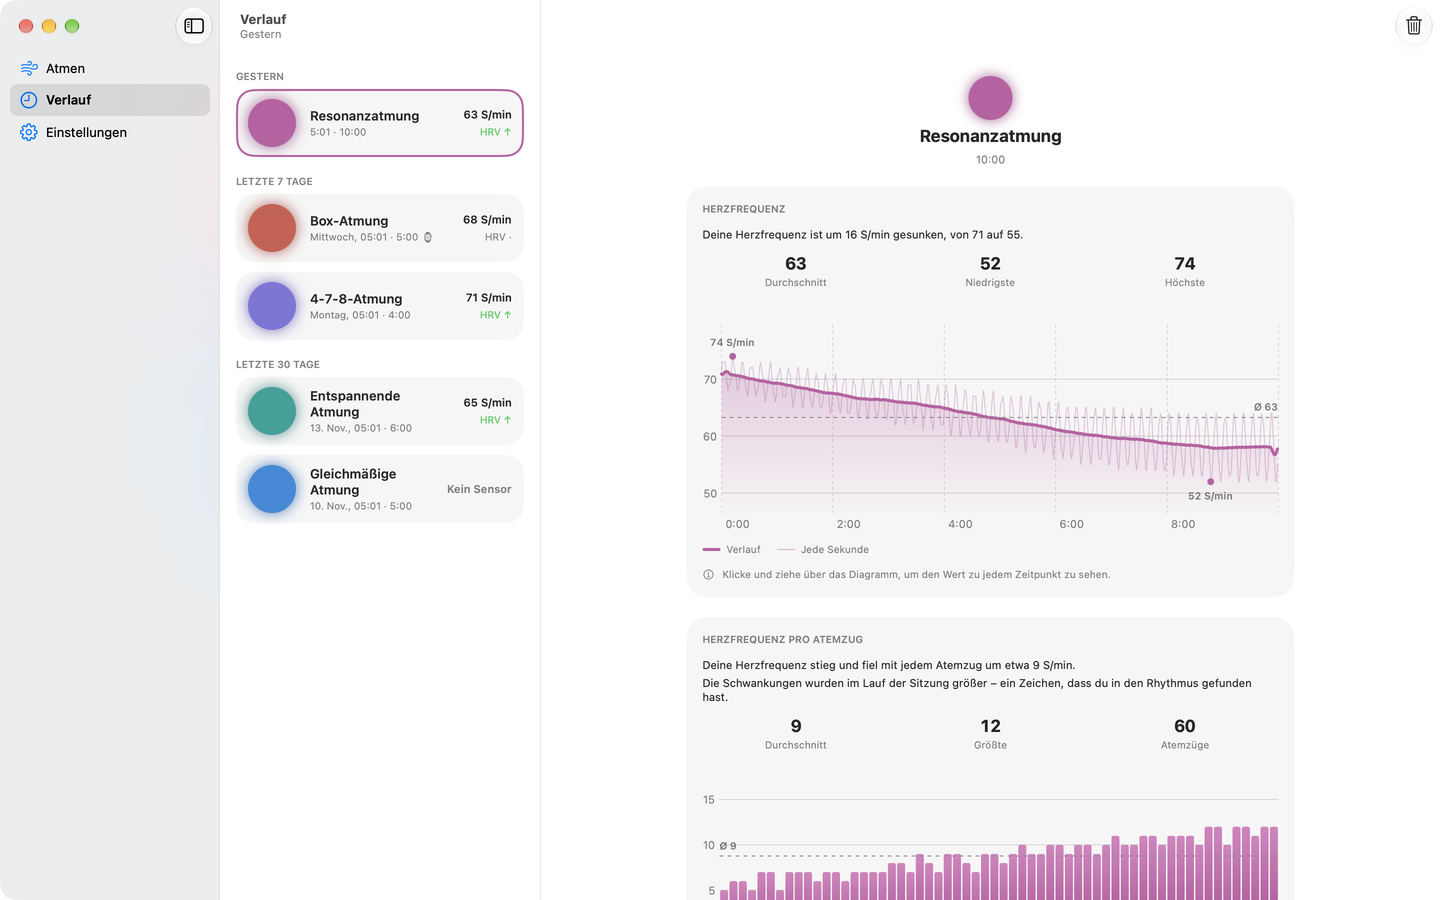 Verlauf
Gestern
Atmen
Verlauf
Einstellungen
GESTERN
Resonanzatmung
5:01 · 10:00
63 S/min
HRV ↑
LETZTE 7 TAGE
Box-Atmung
Mittwoch, 05:01 · 5:00
68 S/min
HRV ·
4-7-8-Atmung
Montag, 05:01 · 4:00
71 S/min
HRV ↑
LETZTE 30 TAGE
Entspannende
Atmung
13. Nov., 05:01 · 6:00
65 S/min
HRV ↑
Gleichmäßige
Atmung
10. Nov., 05:01 · 5:00
Kein Sensor
Resonanzatmung
10:00
HERZFREQUENZ
Deine Herzfrequenz ist um 16 S/min gesunken, von 71 auf 55.
63 52 74
Durchschnitt Niedrigste Höchste
74 S/min
70
Ø 63
60
50
52 S/min
0:00 2:00 4:00 6:00 8:00
Verlauf Jede Sekunde
Klicke und ziehe über das Diagramm, um den Wert zu jedem Zeitpunkt zu sehen.
HERZFREQUENZ PRO ATEMZUG
Deine Herzfrequenz stieg und fiel mit jedem Atemzug um etwa 9 S/min.
Die Schwankungen wurden im Lauf der Sitzung größer – ein Zeichen, dass du in den Rhythmus gefunden
hast.
9 12 60
Durchschnitt Größte Atemzüge
15
10 Ø 9
5